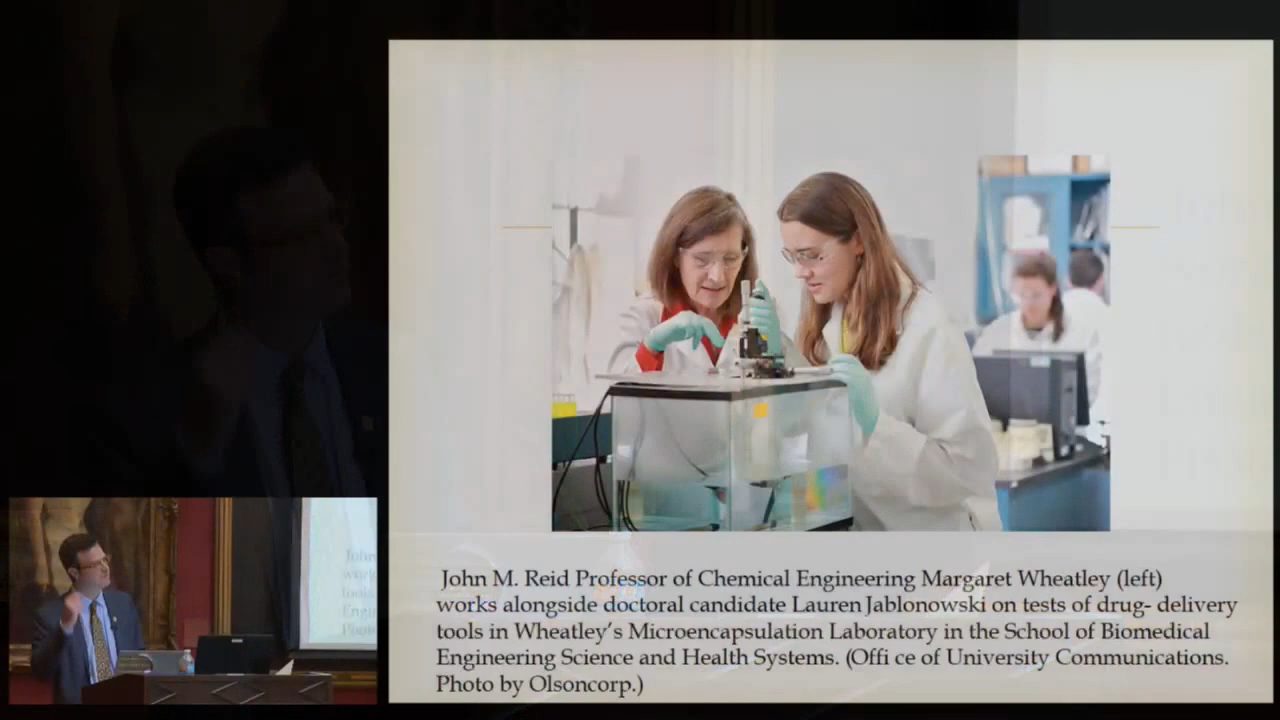 John M. Reid Professor of Chemical Engineering Margaret Wheatley (left)
works alongside doctoral candidate Lauren Jablonowski on tests of drug- delivery
tools in Wheatley’s Microencapsulation Laboratory in the School of Biomedical
Engineering Science and Health Systems. (Offi ce of University Communications.
Photo by Olsoncorp.)